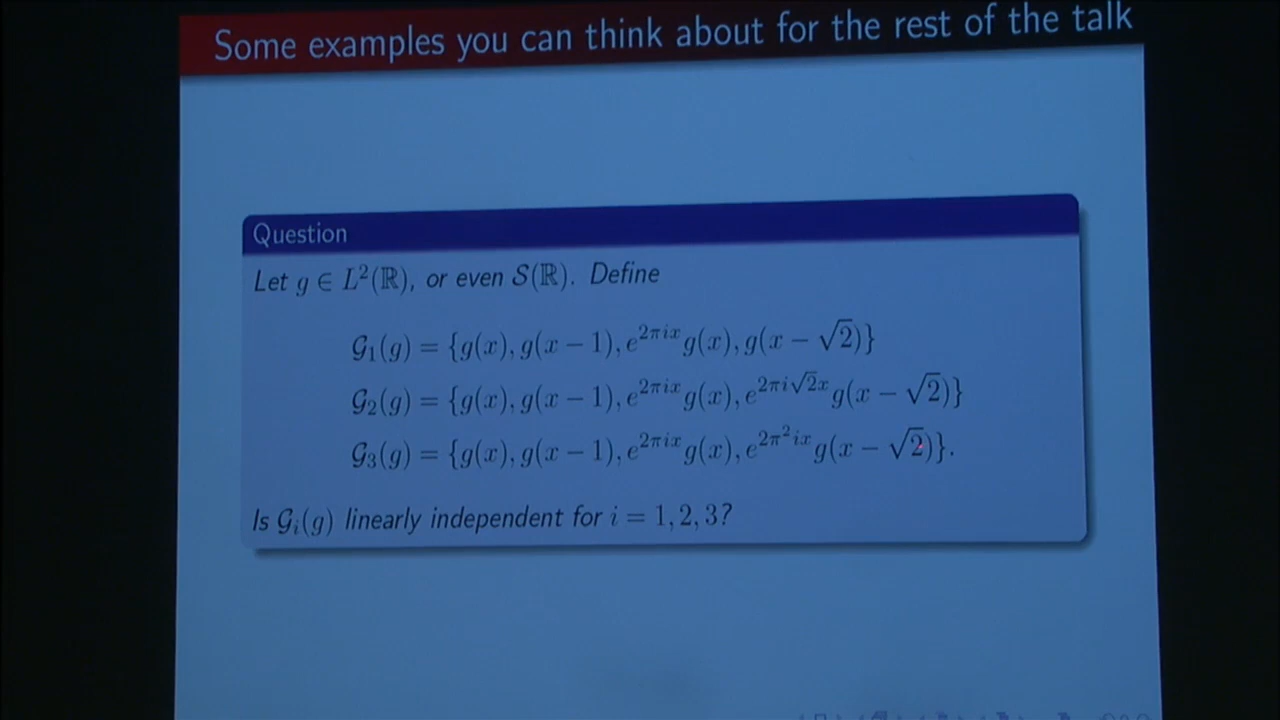 Some examples you can think about for the rest of the talk
Question
Let g ∈ L²(ℝ), or even 𝒮(ℝ). Define
𝒢₁(g) = {g(x), g(x − 1), e^{2πix}g(x), g(x − √2)}
𝒢₂(g) = {g(x), g(x − 1), e^{2πix}g(x), e^{2πi√2x}g(x − √2)}
𝒢₃(g) = {g(x), g(x − 1), e^{2πix}g(x), e^{2π²ix}g(x − √2)}.
Is 𝒢ᵢ(g) linearly independent for i = 1, 2, 3?